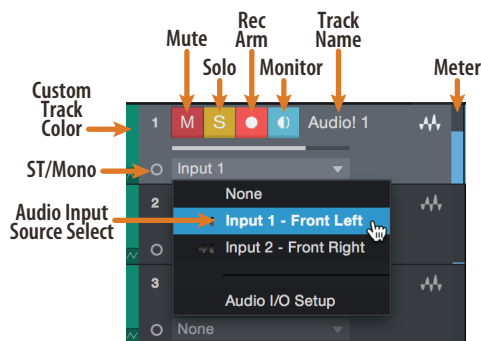 Rec
Arm
Track
Name
Mute
Solo
Monitor
Meter
Custom
Track
Color
1 M S Audio! 1
ST/Mono
Input 1
None
2
Audio Input
Source Select
Input 1 - Front Left
Input 2 - Front Right
3
Audio I/O Setup
None